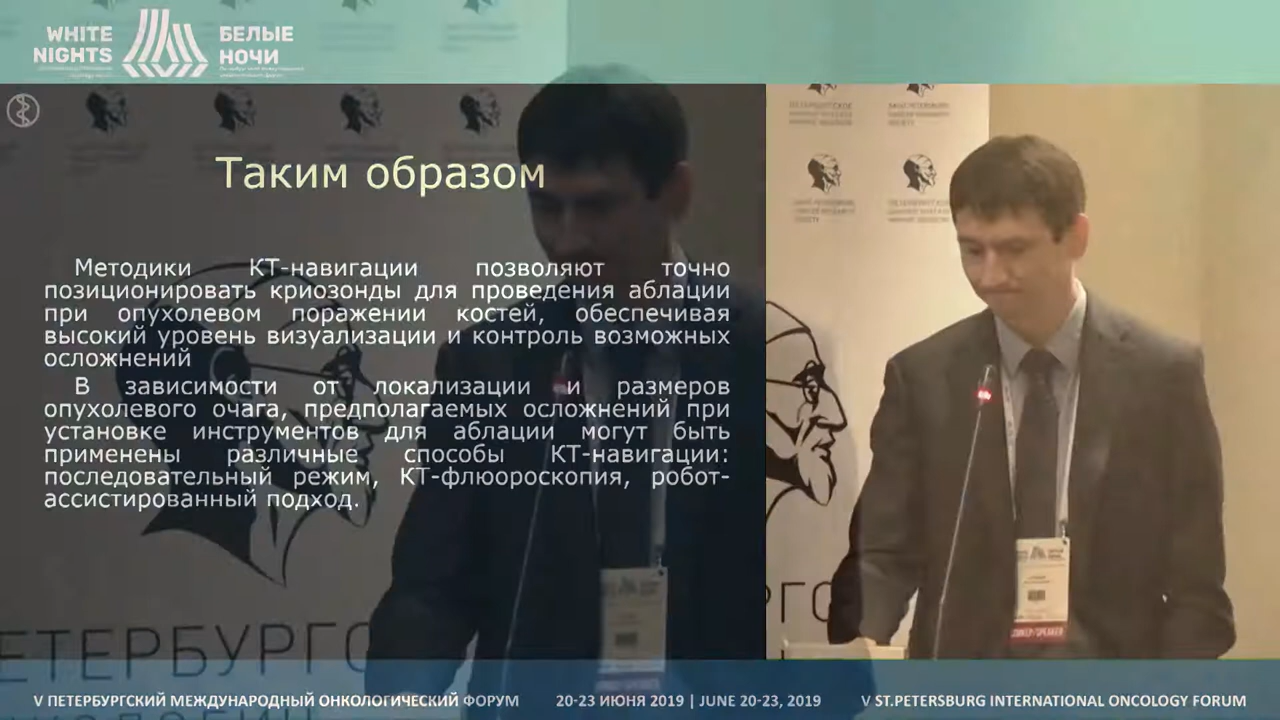 WHITE
NIGHTS
БЕЛЫЕ
НОЧИ
Таким образом
Методики КТ-навигации позволяют точно
позиционировать криозонды для проведения аблации
при опухолевом поражении костей, обеспечивая
высокий уровень визуализации и контроль возможных
осложнений
В зависимости от локализации и размеров
опухолевого очага, предполагаемых осложнений при
установке инструментов для аблации могут быть
применены различные способы КТ-навигации:
последовательный режим, КТ-флюороскопия, робот-
ассистированный подход.
ЕТЕРБУРГС
V ПЕТЕРБУРГСКИЙ МЕЖДУНАРОДНЫЙ ОНКОЛОГИЧЕСКИЙ ФОРУМ 20-23 ИЮНЯ 2019 | JUNE 20-23, 2019 V ST.PETERSBURG INTERNATIONAL ONCOLOGY FORUM